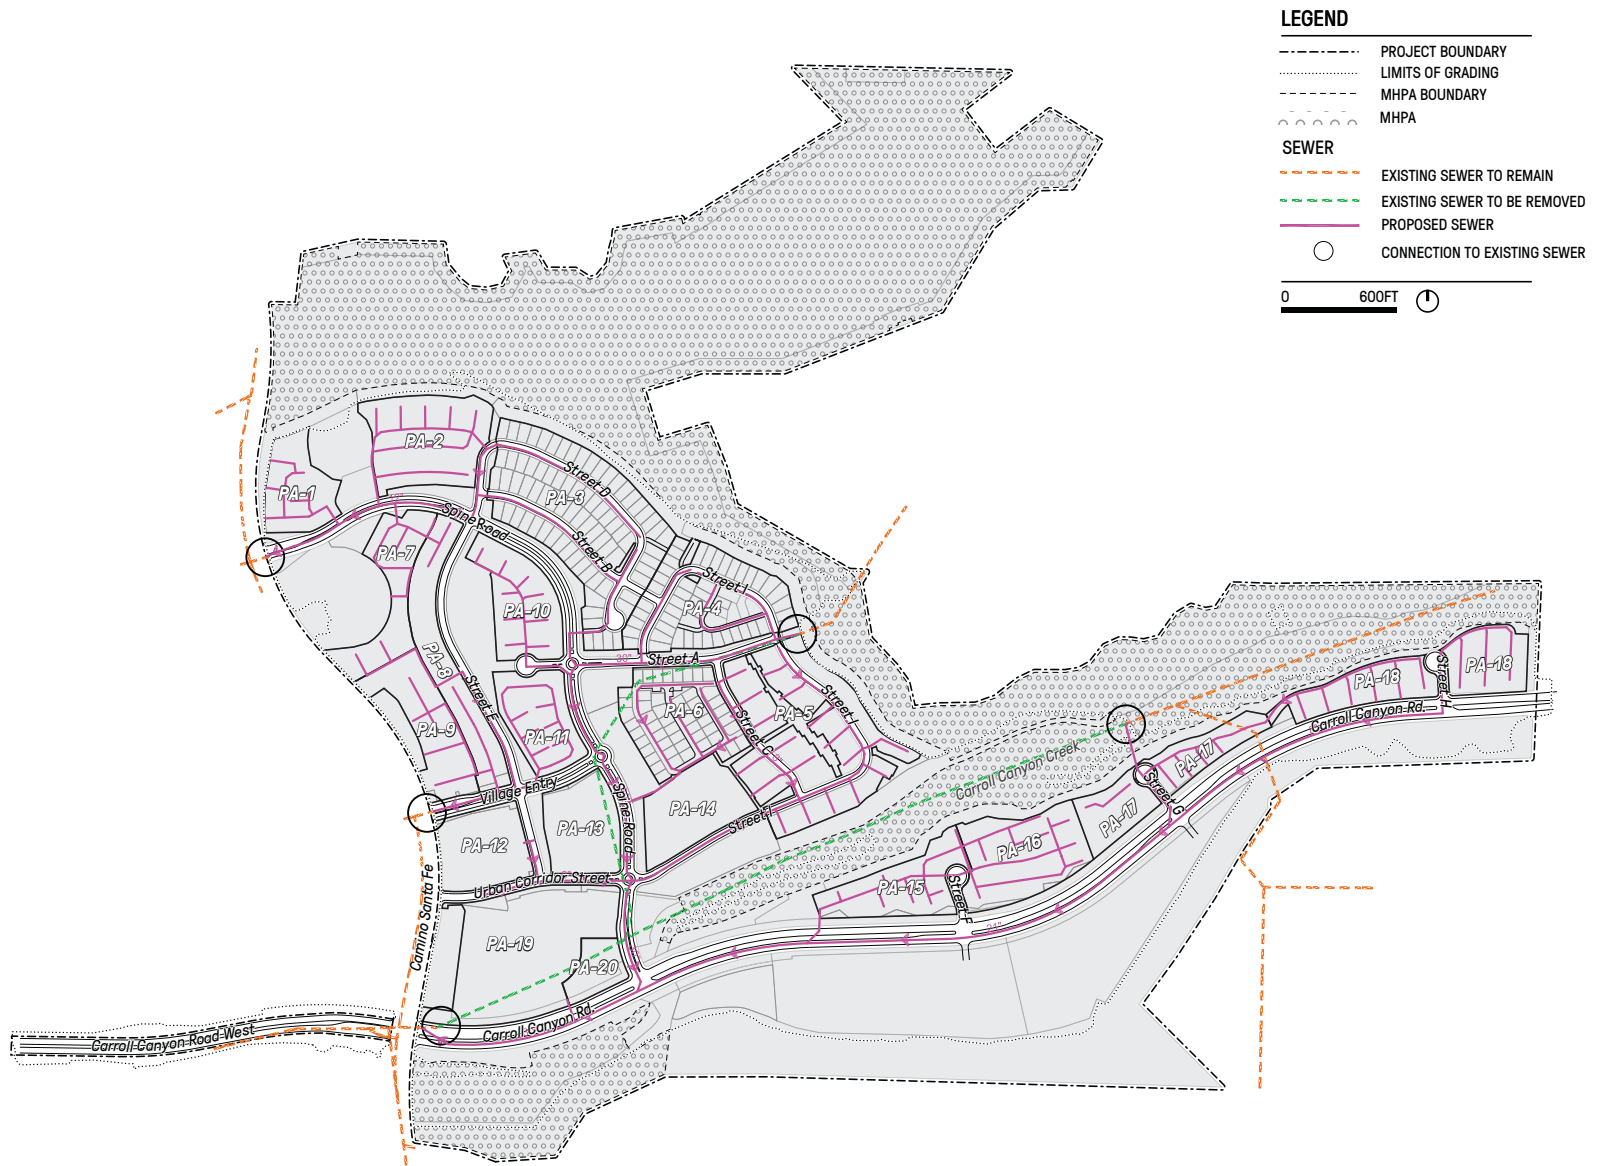 LEGEND
PROJECT BOUNDARY
LIMITS OF GRADING
MHPA BOUNDARY
MHPA
SEWER
EXISTING SEWER TO REMAIN
EXISTING SEWER TO BE REMOVED
PROPOSED SEWER
CONNECTION TO EXISTING SEWER
0 600FT
PA-2
Street D
PA-1
PA-3
Spine Road
PA-7
Street B
Street I
PA-4
PA-10
Street A
30"
PA-8
Street E
PA-6
PA-5
Street I
Street C
PA-9
PA-11
Village Entry
Spine Road
PA-14
Street I
PA-13
PA-12
Urban Corridor Street
Camino Santa Fe
PA-19
PA-20
Carroll Canyon Rd.
Carroll Canyon Road West
Carroll Canyon Creek
PA-18
PA-18
Street H
Carroll Canyon Rd.
PA-17
Street G
PA-17
PA-16
PA-15
Street F
24"